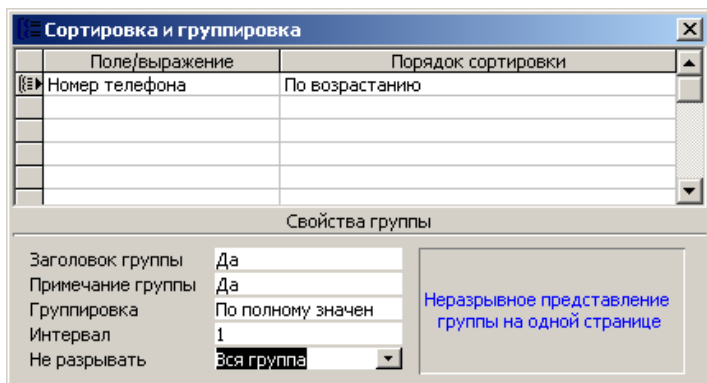 Сортировка и группировка
Поле/выражение Порядок сортировки
Номер телефона По возрастанию
Свойства группы
Заголовок группы Да
Примечание группы Да
Группировка По полному значен
Интервал 1
Не разрывать Вся группа
Неразрывное представление
группы на одной странице